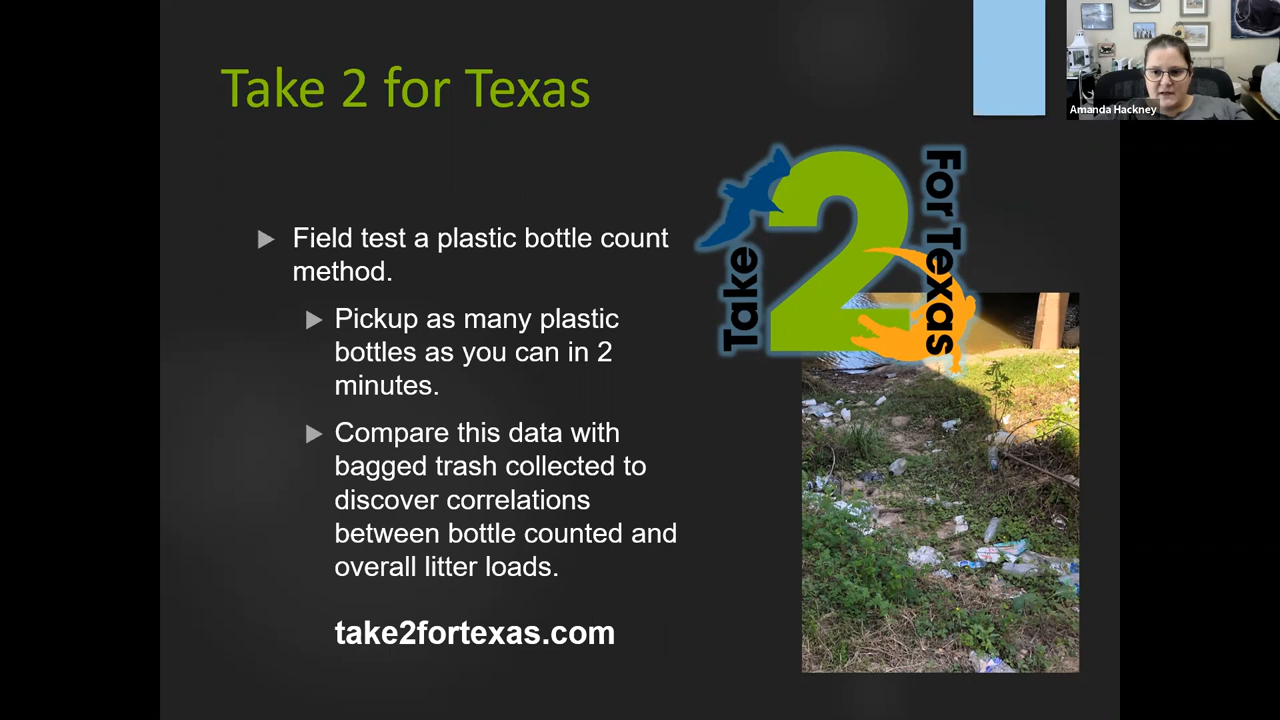 Take 2 for Texas
Amanda Hackney
Take
2
For Texas
Field test a plastic bottle count
method.
Pickup as many plastic
bottles as you can in 2
minutes.
Compare this data with
bagged trash collected to
discover correlations
between bottle counted and
overall litter loads.
take2fortexas.com